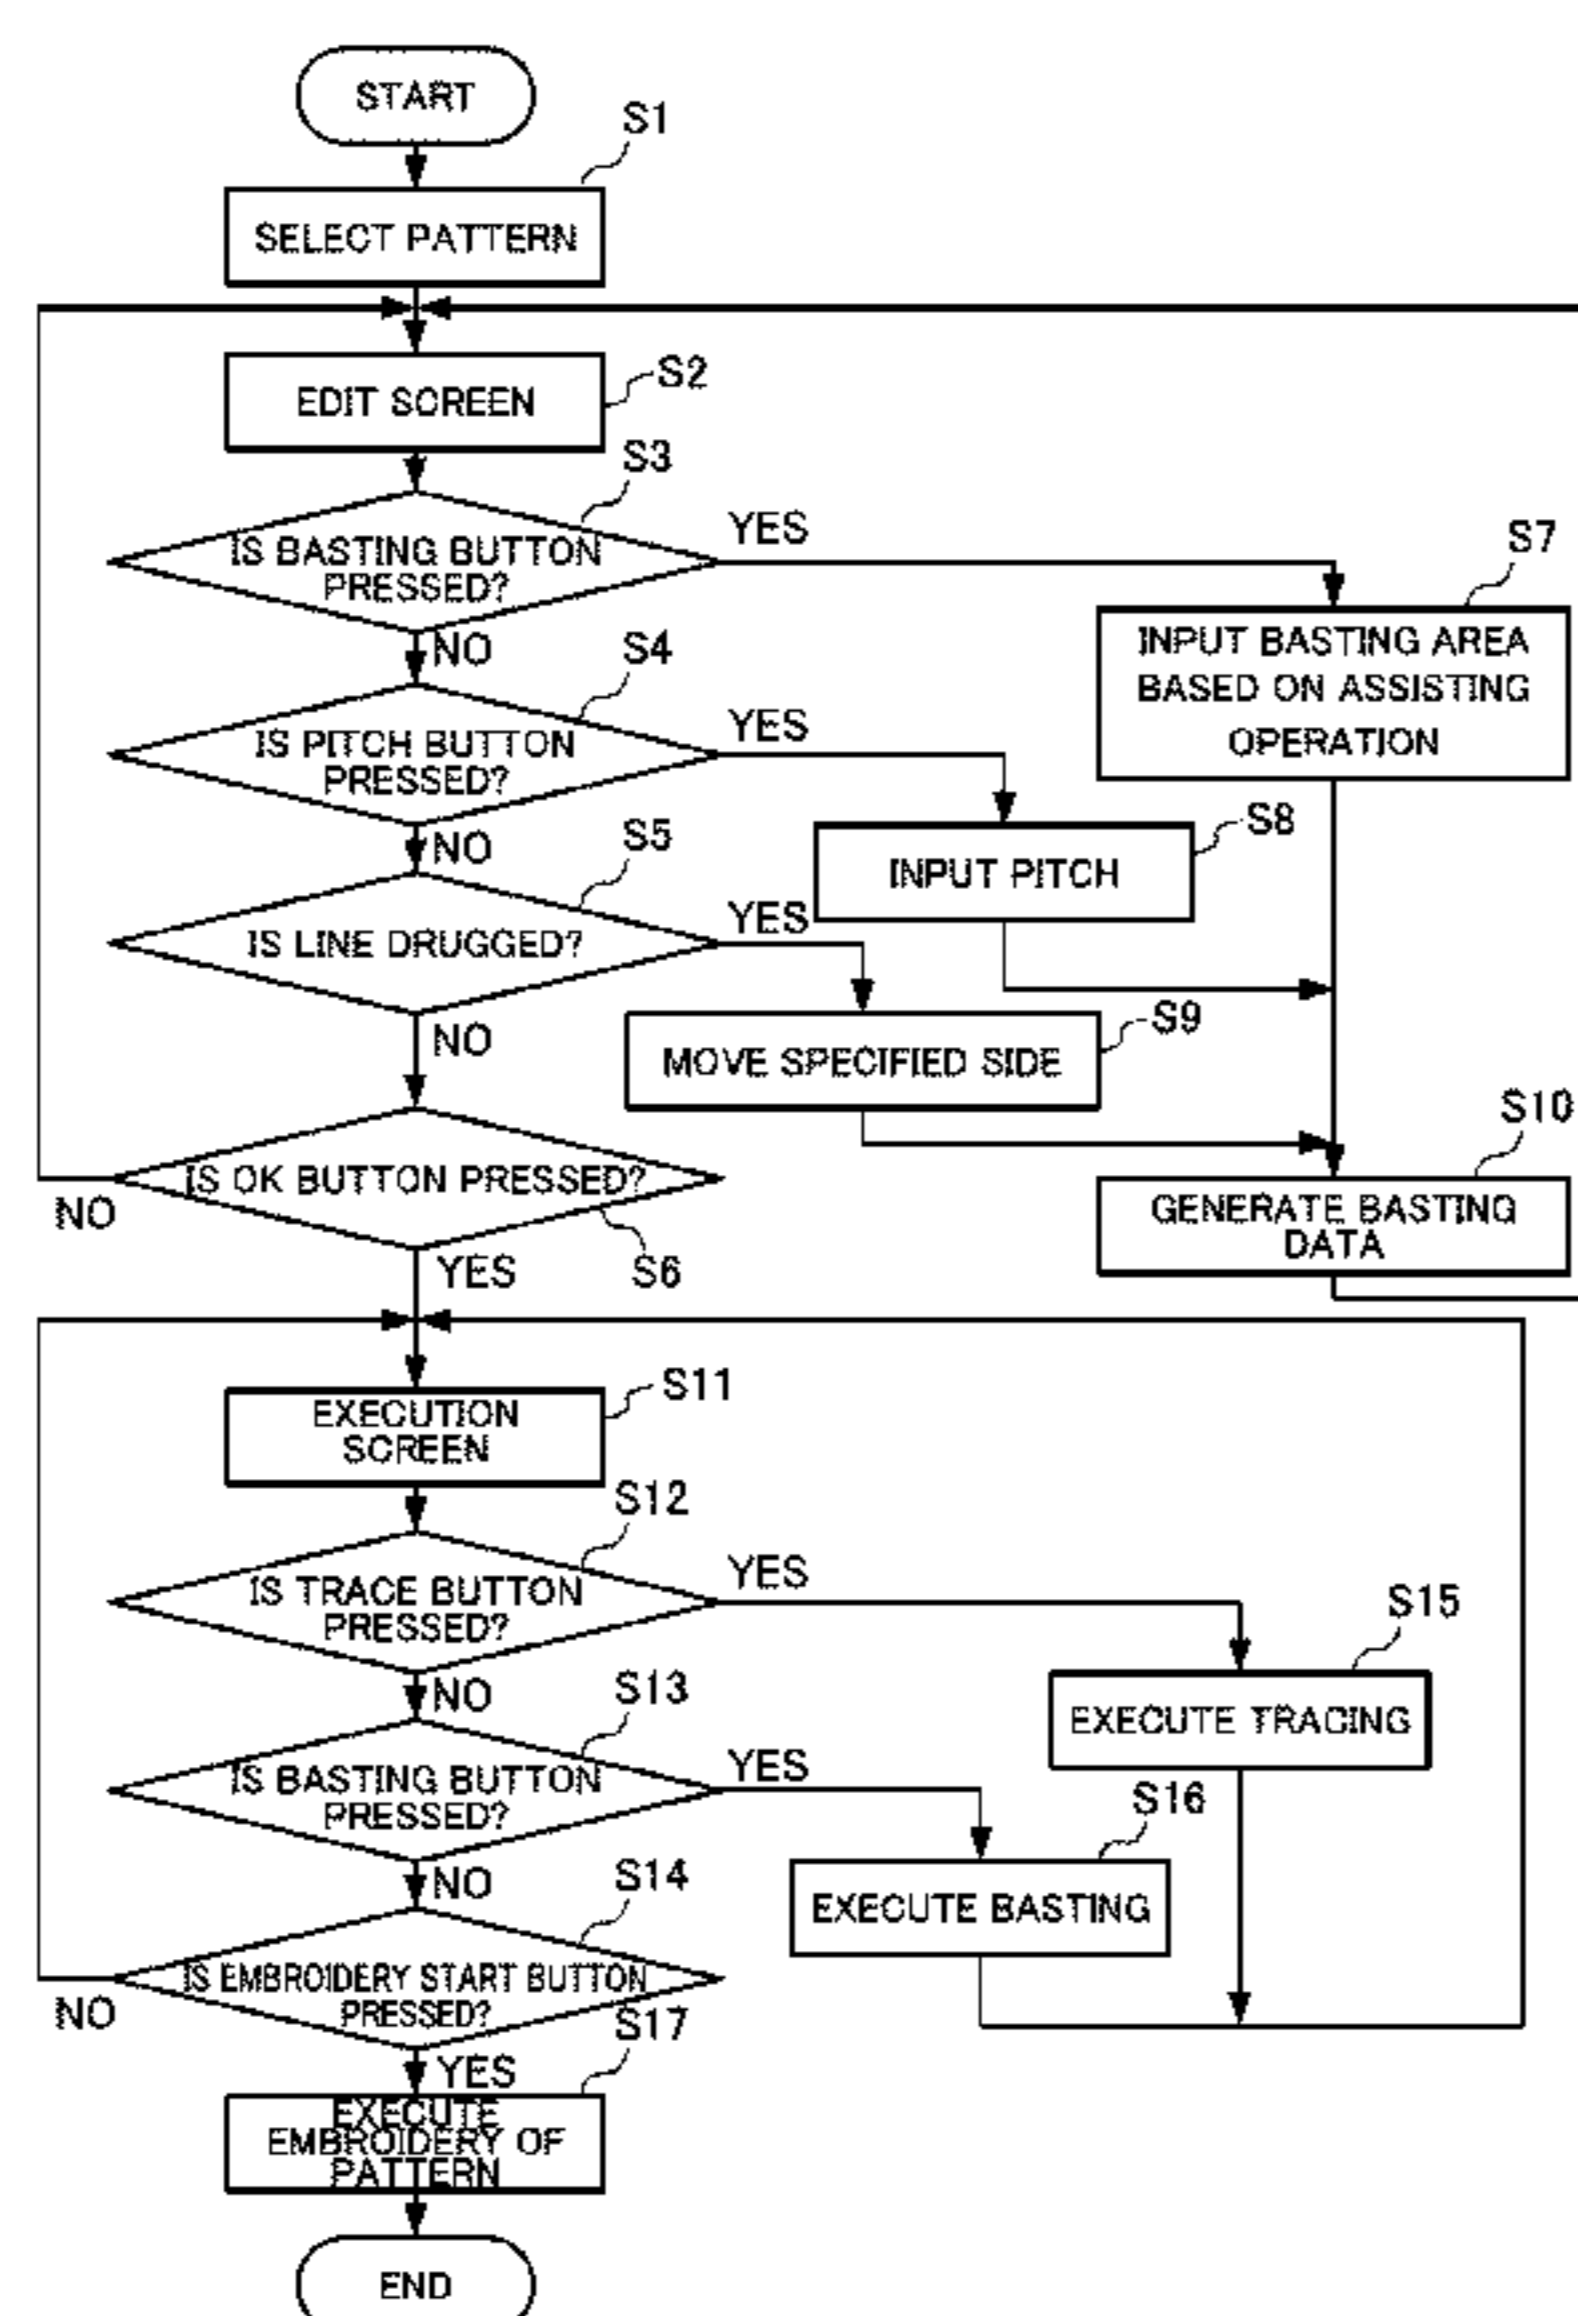 START
S1
SELECT PATTERN
EDIT SCREEN
S2
S3
IS BASTING BUTTON
PRESSED?
YES
NO
S7
INPUT BASTING AREA
BASED ON ASSISTING
OPERATION
S4
IS PITCH BUTTON
PRESSED?
YES
NO
S8
INPUT PITCH
S5
IS LINE DRUGGED?
YES
NO
S9
MOVE SPECIFIED SIDE
S10
GENERATE BASTING
DATA
IS OK BUTTON PRESSED?
NO
YES
S6
S11
EXECUTION
SCREEN
S12
IS TRACE BUTTON
PRESSED?
YES
NO
S15
EXECUTE TRACING
S13
IS BASTING BUTTON
PRESSED?
YES
NO
S16
EXECUTE BASTING
S14
IS EMBROIDERY START BUTTON
PRESSED?
NO
YES
S17
EXECUTE
EMBROIDERY OF
PATTERN
END